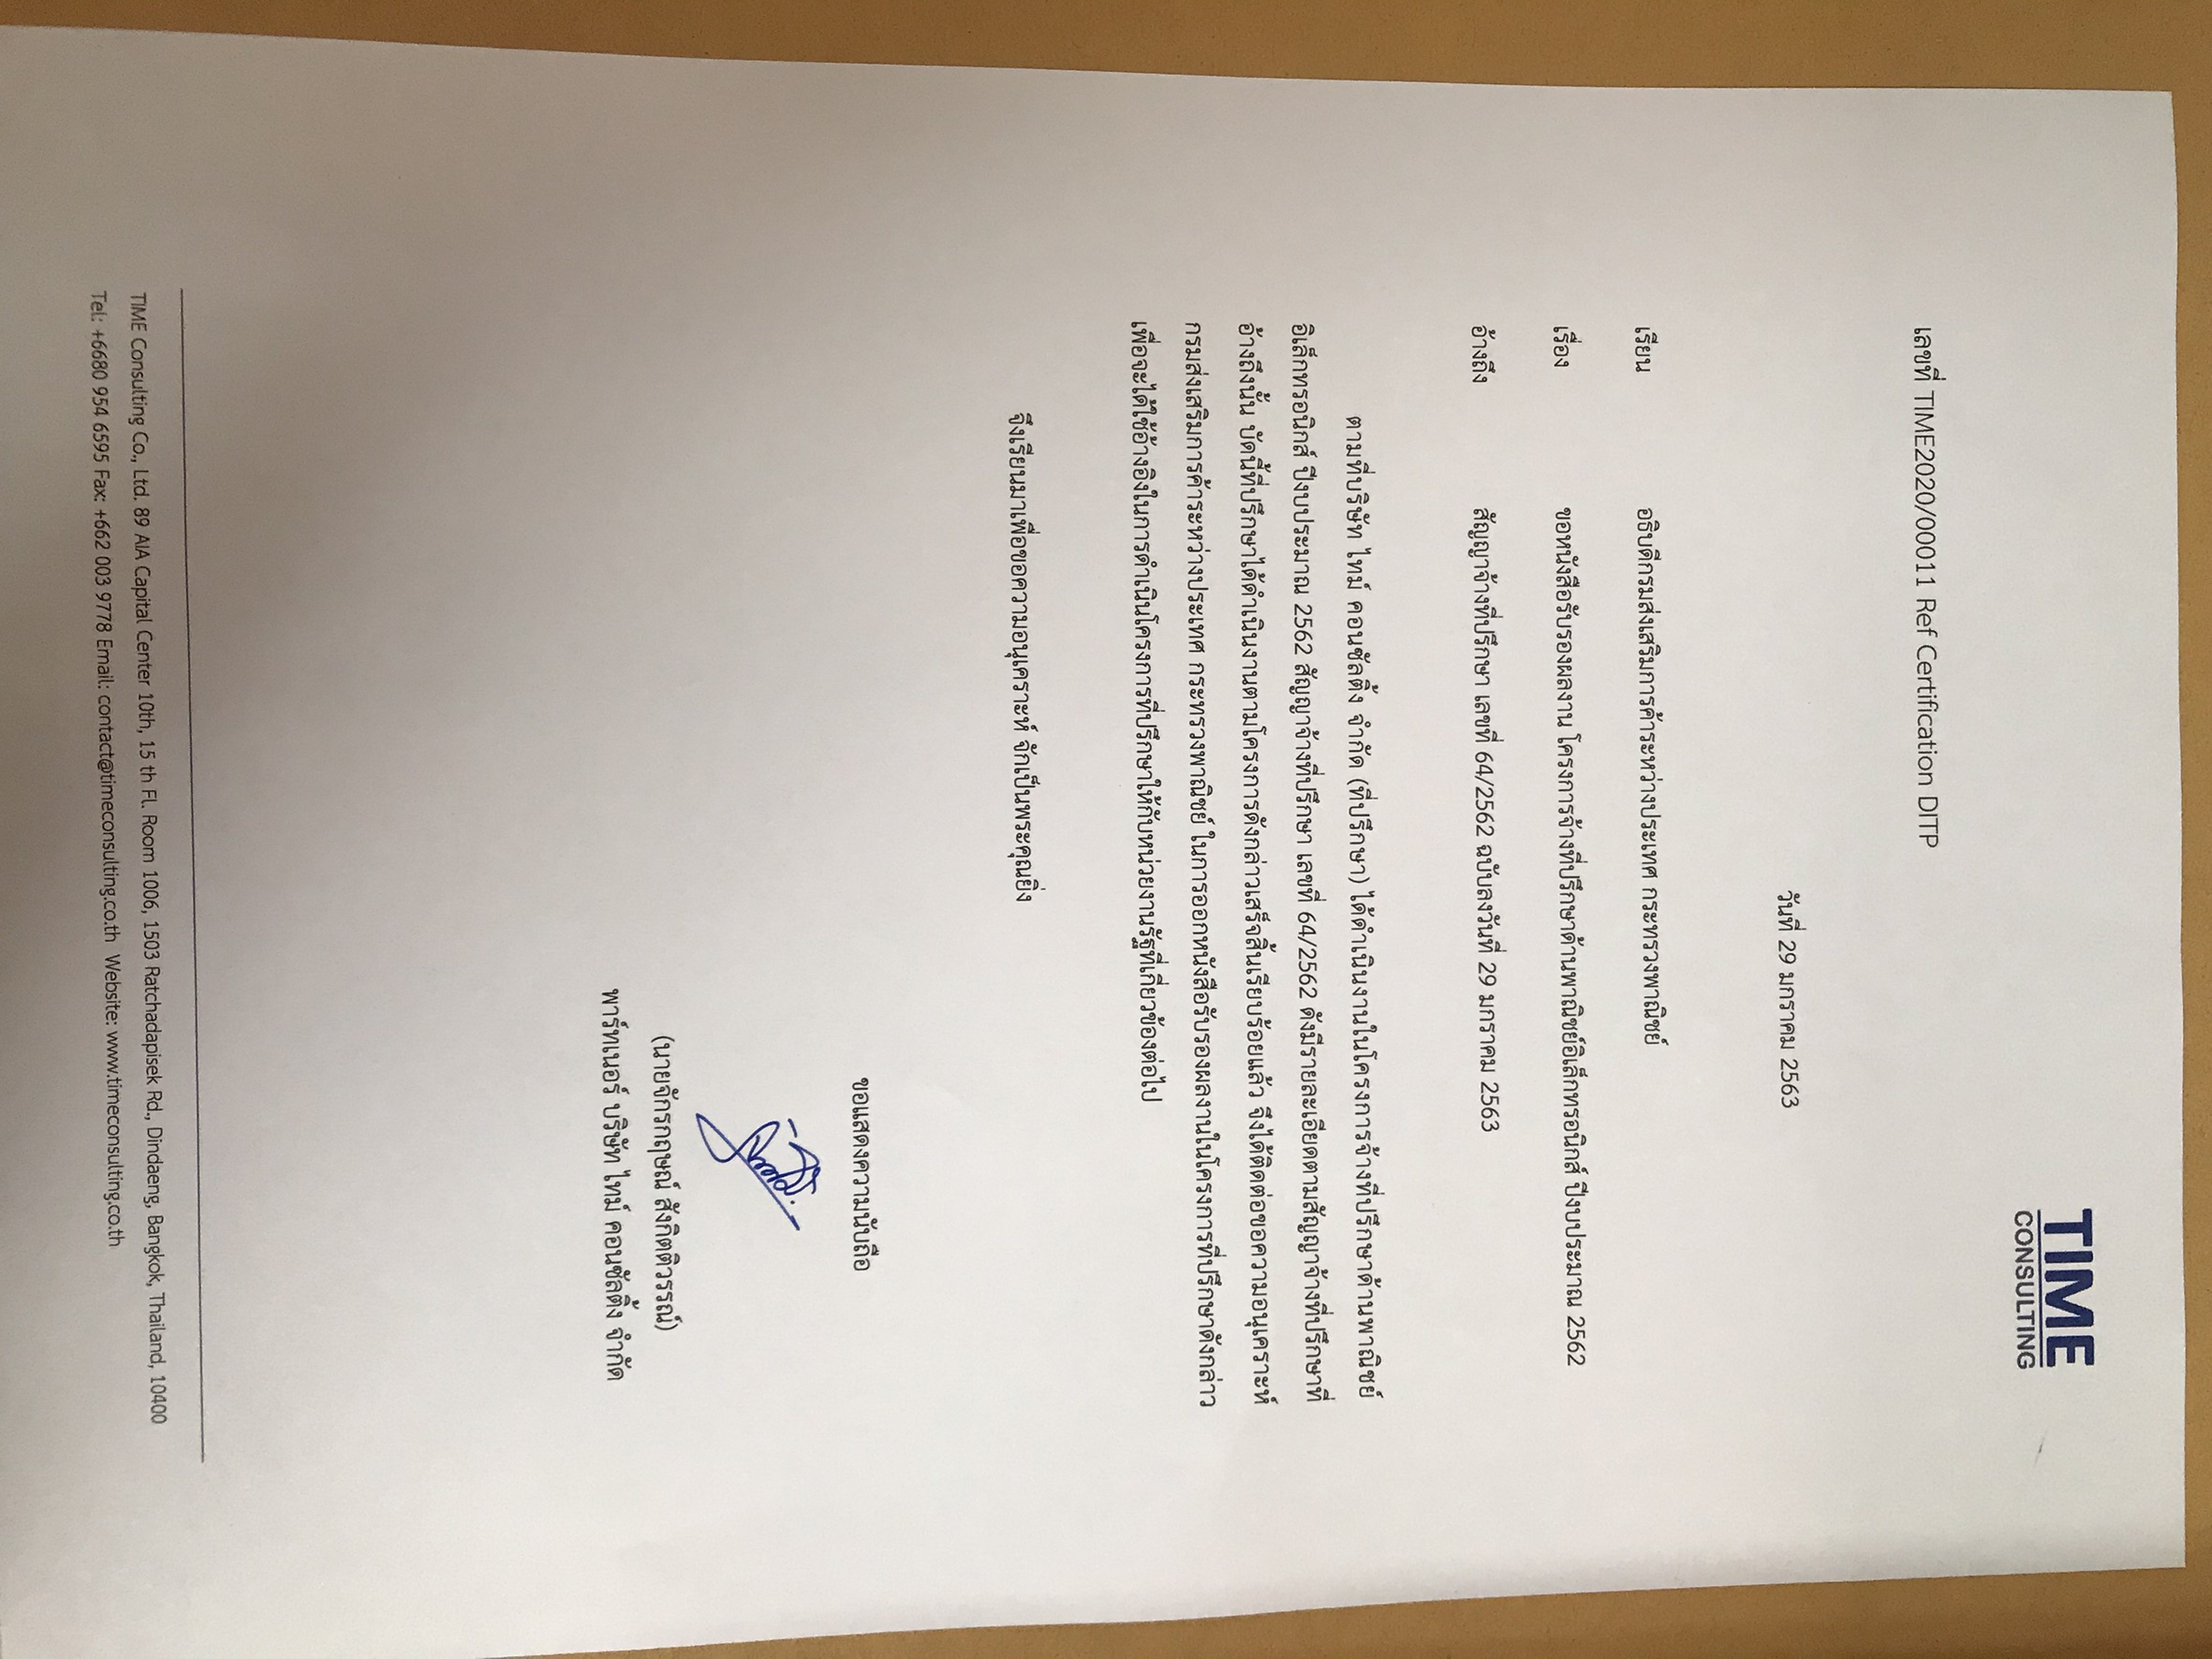 TIME
CONSULTING
เลขที่ TIME2020/00011 Ref Certification DITP
วันที่ 29 มกราคม 2563
เรียน อธิบดีกรมส่งเสริมการค้าระหว่างประเทศ กระทรวงพาณิชย์
เรื่อง ขอหนังสือรับรองผลงาน โครงการจ้างที่ปรึกษาด้านพาณิชย์อิเล็กทรอนิกส์ ปีงบประมาณ 2562
อ้างถึง สัญญาจ้างที่ปรึกษา เลขที่ 64/2562 ฉบับลงวันที่ 29 มกราคม 2563
ตามที่บริษัท ไทม์ คอนซัลติ้ง จำกัด (ที่ปรึกษา) ได้ดำเนินงานในโครงการจ้างที่ปรึกษาด้านพาณิชย์
อิเล็กทรอนิกส์ ปีงบประมาณ 2562 สัญญาจ้างที่ปรึกษา เลขที่ 64/2562 ดังมีรายละเอียดตามสัญญาจ้างที่ปรึกษาที่
อ้างถึงนั้น บัดนี้ที่ปรึกษาได้ดำเนินงานตามโครงการดังกล่าวเสร็จสิ้นเรียบร้อยแล้ว จึงได้ติดต่อขอความอนุเคราะห์
กรมส่งเสริมการค้าระหว่างประเทศ กระทรวงพาณิชย์ ในการออกหนังสือรับรองผลงานในโครงการที่ปรึกษาดังกล่าว
เพื่อจะได้ใช้อ้างอิงในการดำเนินโครงการที่ปรึกษาให้กับหน่วยงานรัฐที่เกี่ยวข้องต่อไป
จึงเรียนมาเพื่อขอความอนุเคราะห์ จักเป็นพระคุณยิ่ง
ขอแสดงความนับถือ
(นายจักรกฤษณ์ สังกิตติวรรณ์)
พาร์ทเนอร์ บริษัท ไทม์ คอนซัลติ้ง จำกัด
TIME Consulting Co., Ltd. 89 AIA Capital Center 10th, 15 th Fl. Room 1006, 1503 Ratchadapisek Rd., Dindaeng, Bangkok, Thailand, 10400
Tel: +6680 954 6595 Fax: +662 003 9778 Email: contact@timeconsulting.co.th Website: www.timeconsulting.co.th